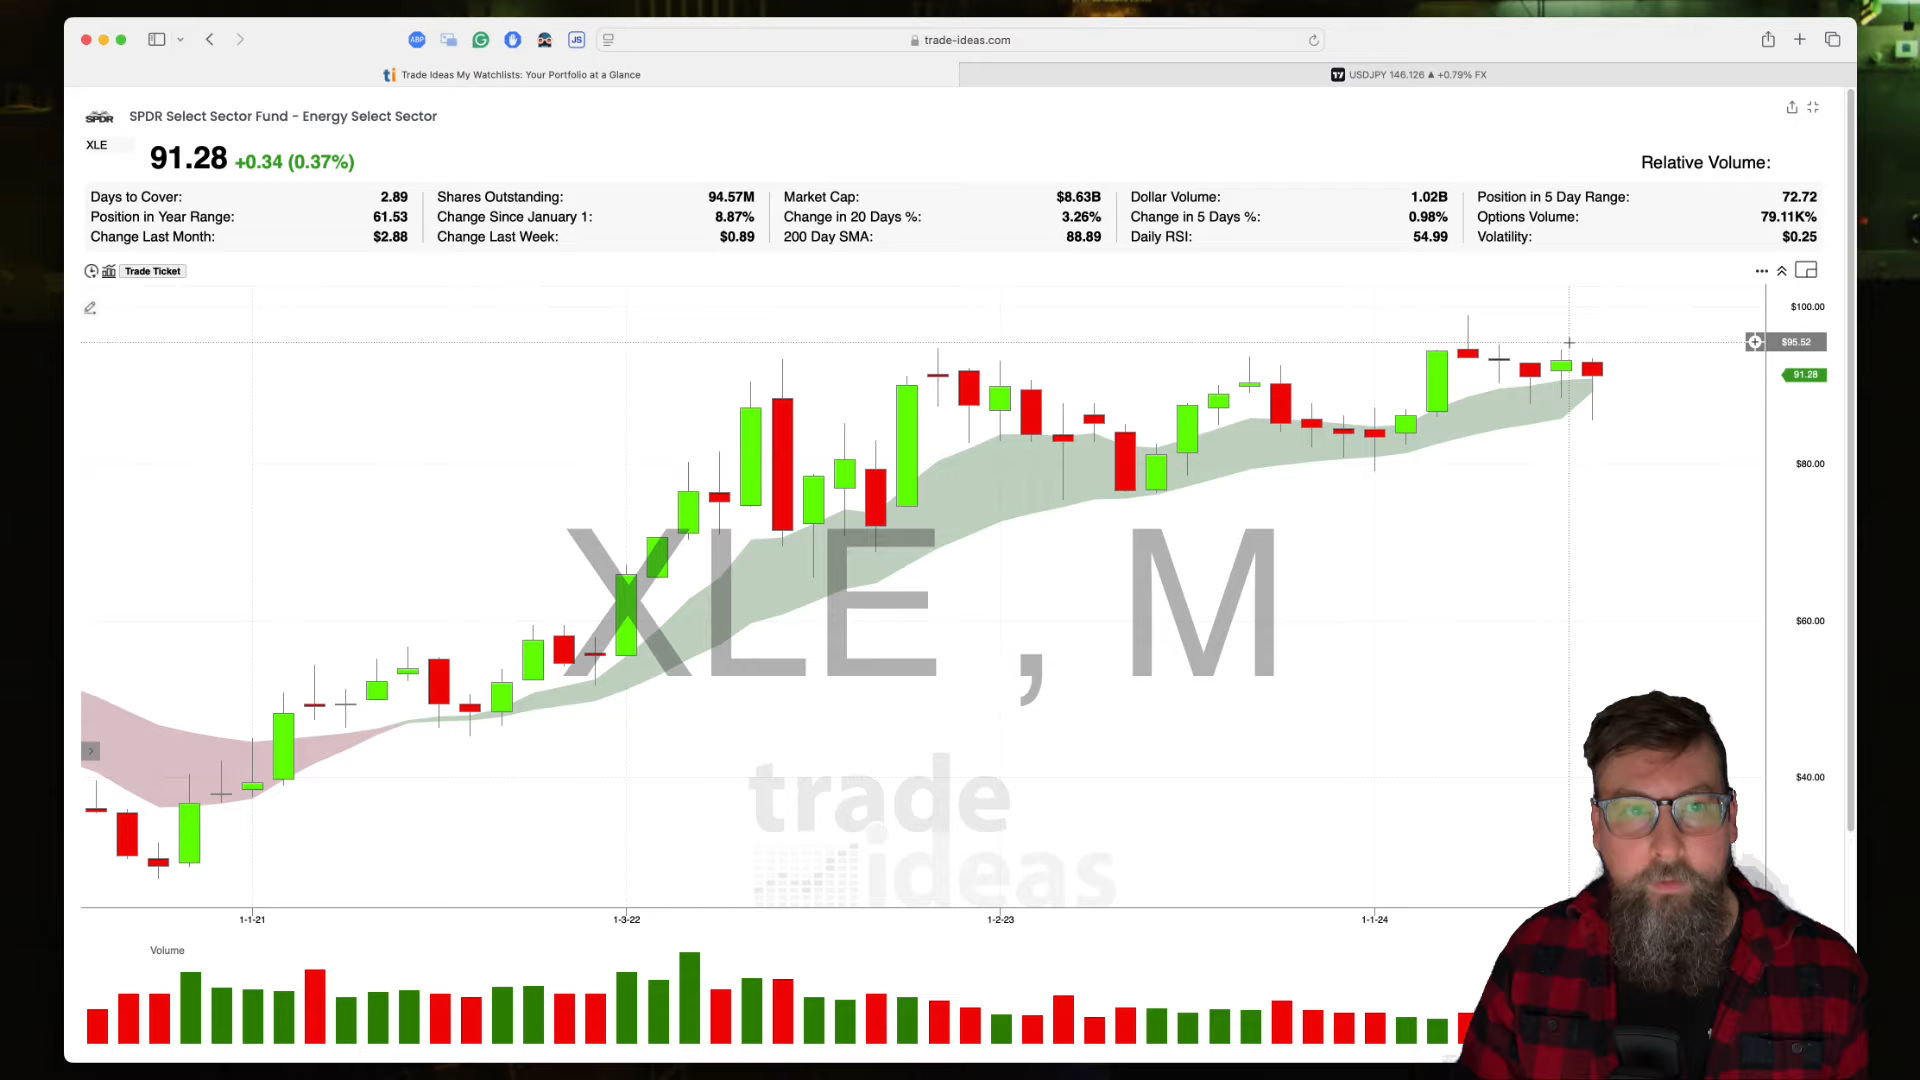 ABP
JS
trade-ideas.com
ti Trade Ideas My Watchlists: Your Portfolio at a Glance
USDJPY 146.126 ▲ +0.79% FX
SPDR
SPDR Select Sector Fund - Energy Select Sector
XLE
91.28 +0.34 (0.37%)
Relative Volume:
Days to Cover: 2.89
Shares Outstanding: 94.57M
Market Cap: $8.63B
Dollar Volume: 1.02B
Position in 5 Day Range: 72.72
Position in Year Range: 61.53
Change Since January 1: 8.87%
Change in 20 Days %: 3.26%
Change in 5 Days %: 0.98%
Options Volume: 79.11K%
Change Last Month: $2.88
Change Last Week: $0.89
200 Day SMA: 88.89
Daily RSI: 54.99
Volatility: $0.25
Trade Ticket
$100.00
$95.52
91.28
$80.00
$60.00
$40.00
XLE , M
trade
ideas
1-1-21
1-3-22
1-2-23
1-1-24
Volume